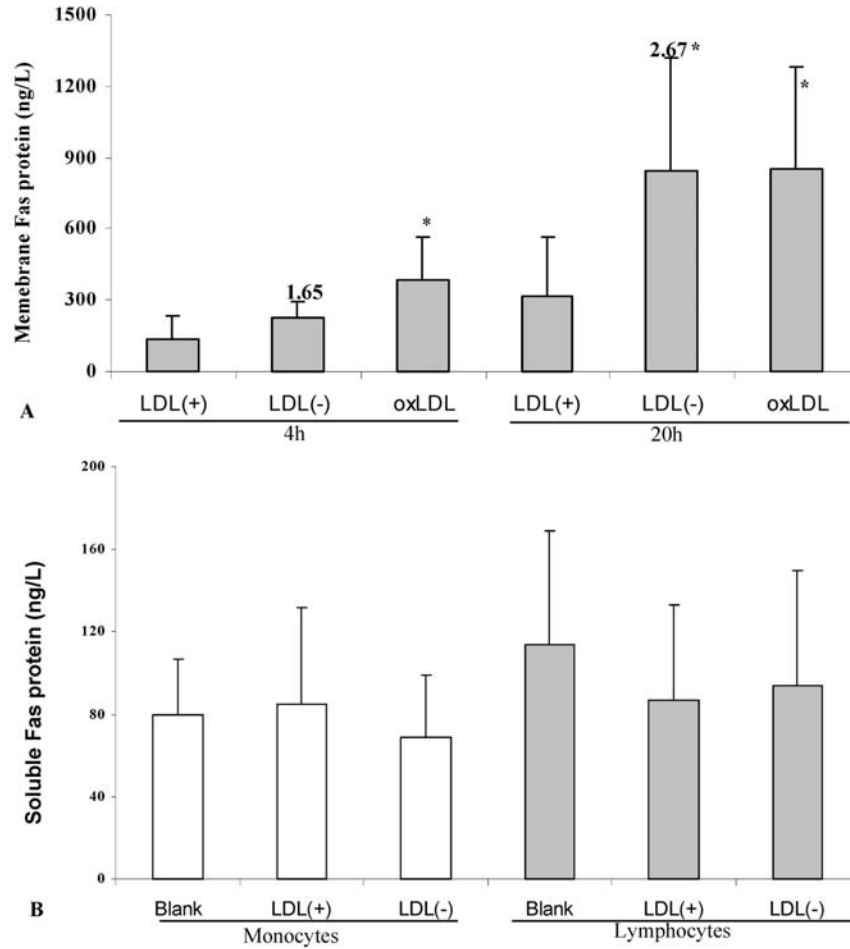 Memebrane Fas protein (ng/L)
1500
1200
900
600
300
0
1.65
*
2.67 *
*
LDL(+) LDL(-) oxLDL LDL(+) LDL(-) oxLDL
4h 20h
A
Soluble Fas protein (ng/L)
200
160
120
80
40
0
Blank LDL(+) LDL(-) Blank LDL(+) LDL(-)
Monocytes Lymphocytes
B